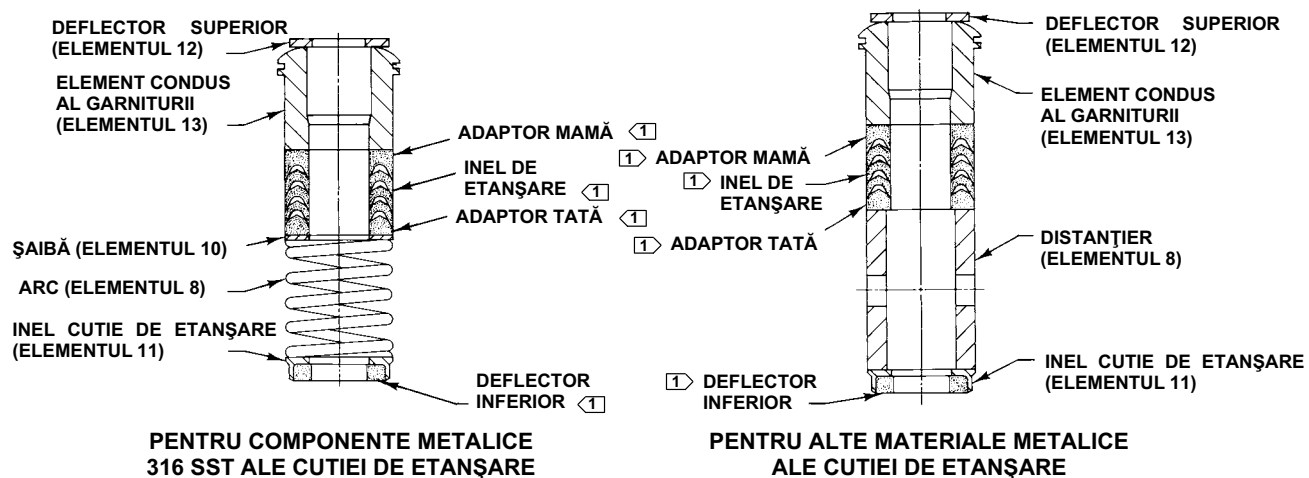 DEFLECTOR SUPERIOR
(ELEMENTUL 12)
ELEMENT CONDUS
AL GARNITURII
(ELEMENTUL 13)
ADAPTOR MAMĂ 1
INEL DE
ETANŞARE 1
ADAPTOR TATĂ 1
ŞAIBĂ (ELEMENTUL 10)
ARC (ELEMENTUL 8)
INEL CUTIE DE ETANŞARE
(ELEMENTUL 11)
DEFLECTOR
INFERIOR 1
PENTRU COMPONENTE METALICE
316 SST ALE CUTIEI DE ETANŞARE
DEFLECTOR SUPERIOR
(ELEMENTUL 12)
ELEMENT CONDUS
AL GARNITURII
(ELEMENTUL 13)
1 ADAPTOR MAMĂ
1 INEL DE
ETANŞARE
1 ADAPTOR TATĂ
DISTANŢIER
(ELEMENTUL 8)
INEL CUTIE DE ETANŞARE
(ELEMENTUL 11)
1 DEFLECTOR
INFERIOR
PENTRU ALTE MATERIALE METALICE
ALE CUTIEI DE ETANŞARE